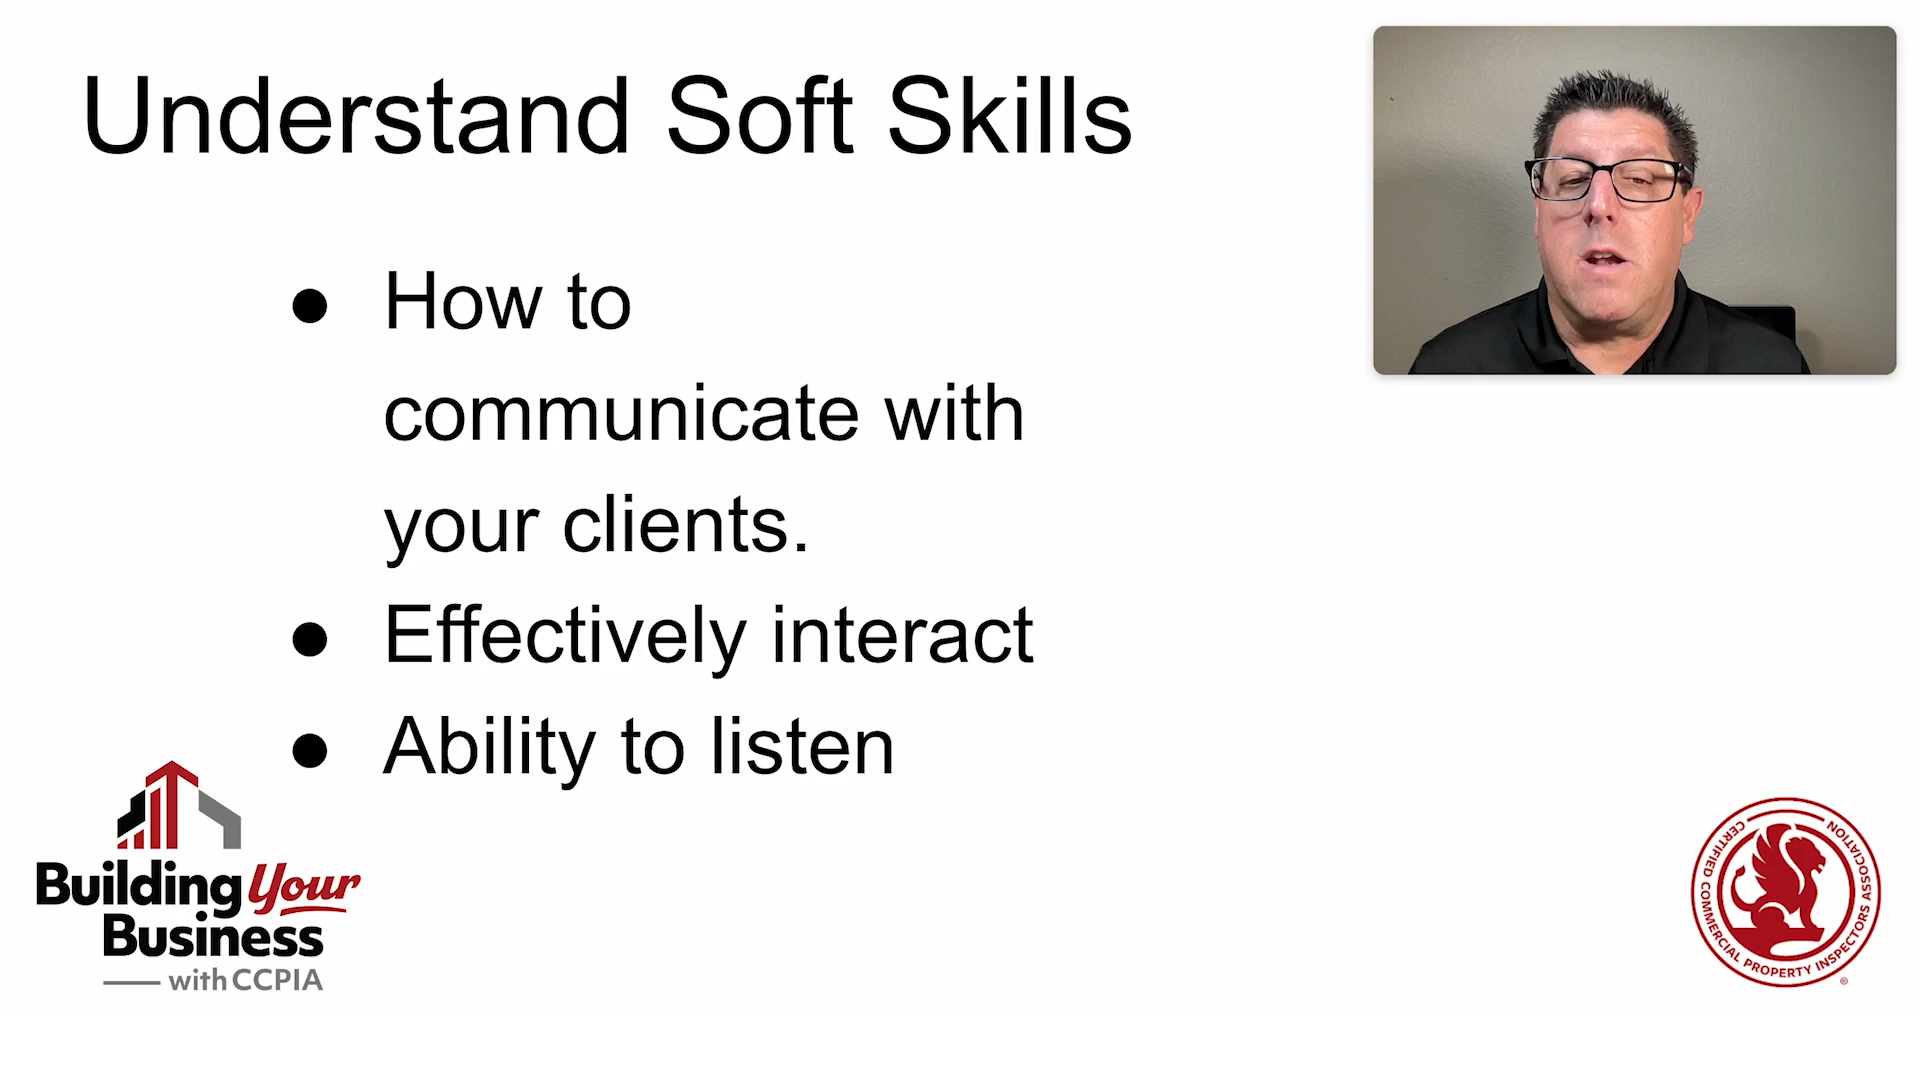 Understand Soft Skills
● How to
communicate with
your clients.
● Effectively interact
● Ability to listen
Building Your
Business
with CCPIA
CERTIFIED COMMERCIAL PROPERTY INSPECTORS ASSOCIATION
®